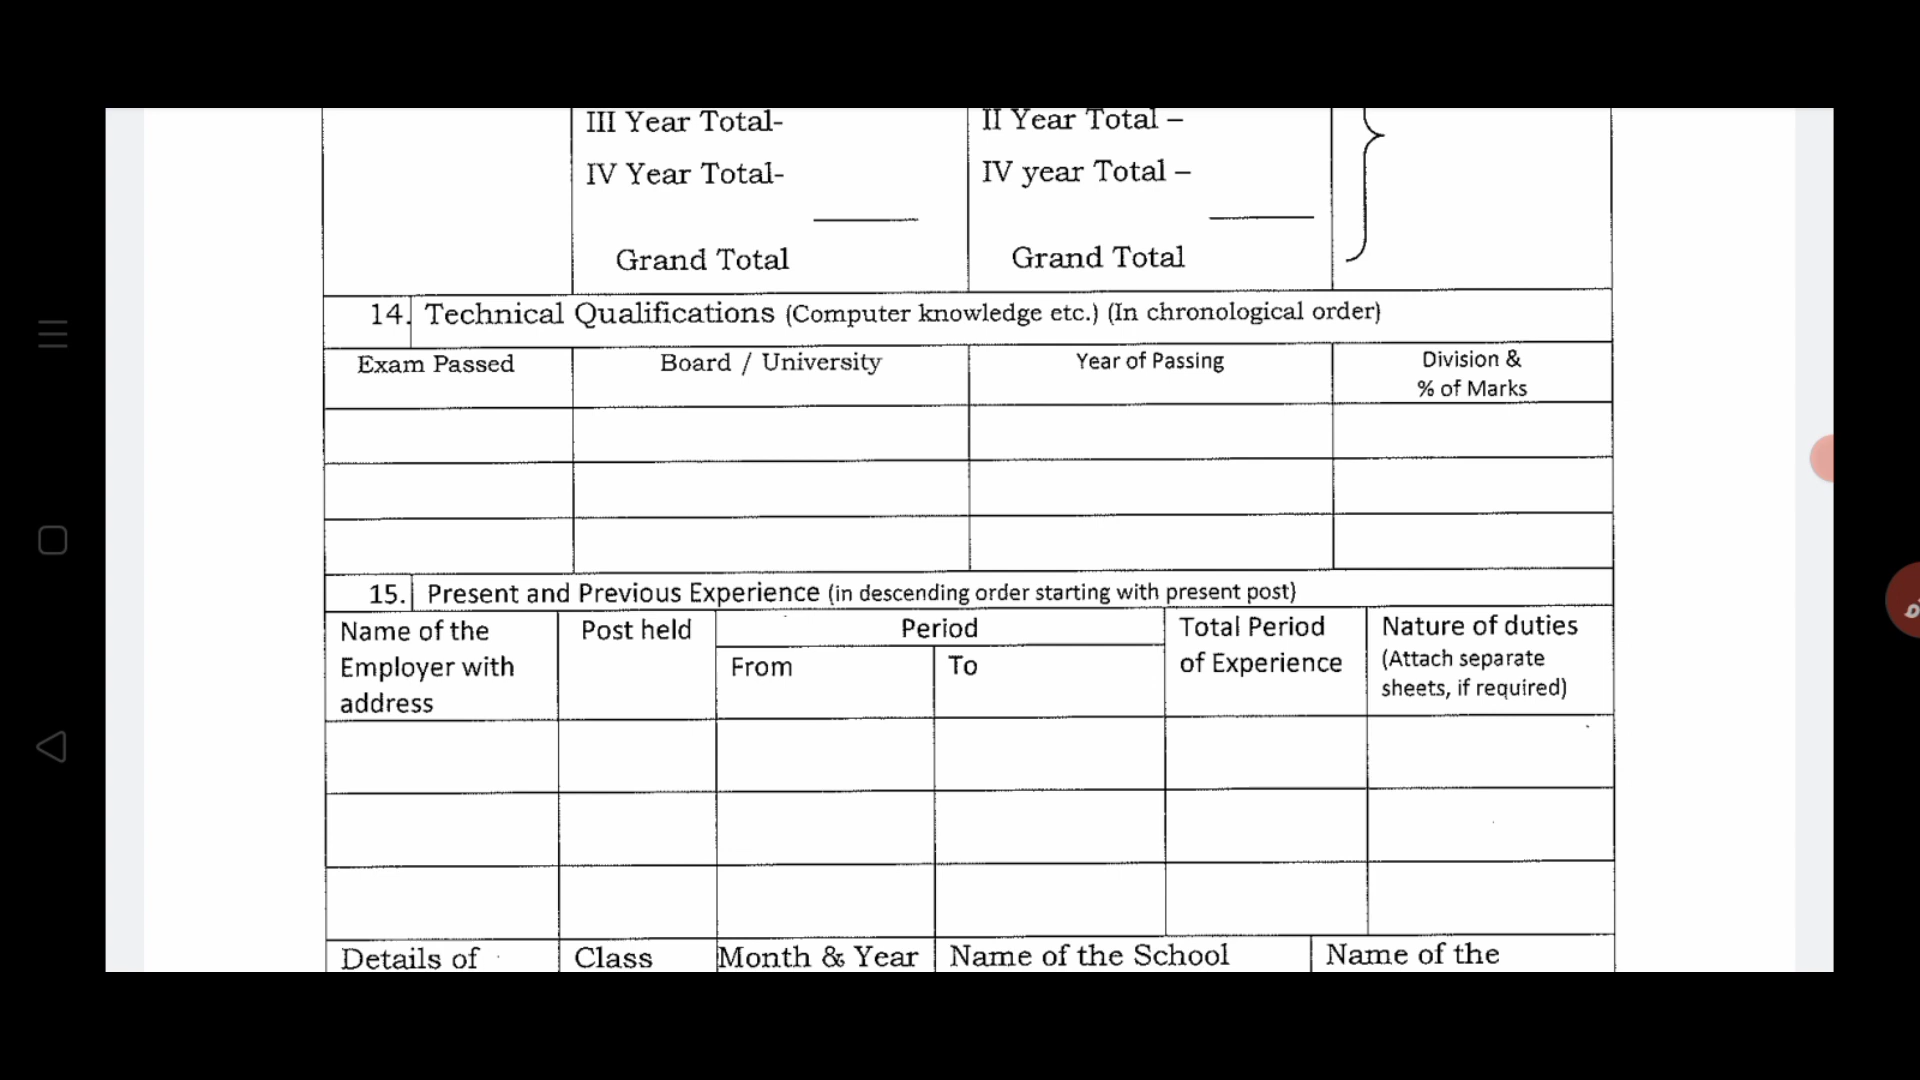 III Year Total- II Year Total –
IV Year Total- IV year Total –
Grand Total Grand Total
14. Technical Qualifications (Computer knowledge etc.) (In chronological order)
Exam Passed Board / University Year of Passing Division &
% of Marks
15. Present and Previous Experience (in descending order starting with present post)
Name of the Post held Period Total Period Nature of duties
Employer with From To of Experience (Attach separate
address sheets, if required)
Details of Class Month & Year Name of the School Name of the